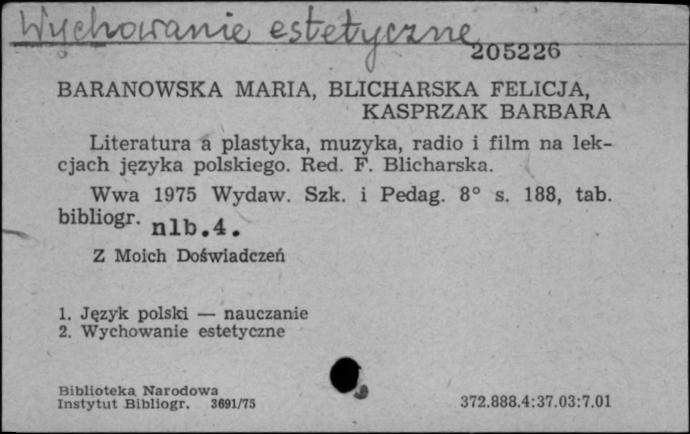 Wychowanie estetyczne
205226
BARANOWSKA MARIA, BLICHARSKA FELICJA,
KASPRZAK BARBARA
Literatura a plastyka, muzyka, radio i film na lek-
cjach języka polskiego. Red. F. Blicharska.
Wwa 1975 Wydaw. Szk. i Pedag. 8° s. 188, tab.
bibliogr. nlb.4.
Z Moich Doświadczeń
1. Język polski — nauczanie
2. Wychowanie estetyczne
Biblioteka Narodowa
Instytut Bibliogr. 3691/75 372.888.4:37.03:7.01